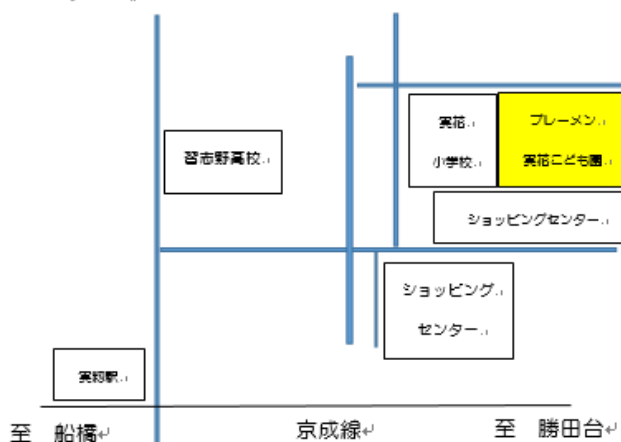 実花
小学校
ブレーメン
実花こども園
習志野高校
ショッピングセンター
ショッピング
センター
実籾駅
至 船橋
京成線
至 勝田台